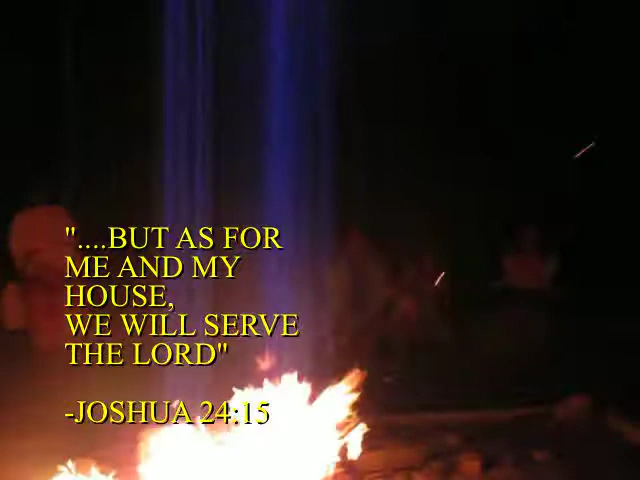 "....BUT AS FOR
ME AND MY
HOUSE,
WE WILL SERVE
THE LORD"
-JOSHUA 24:15